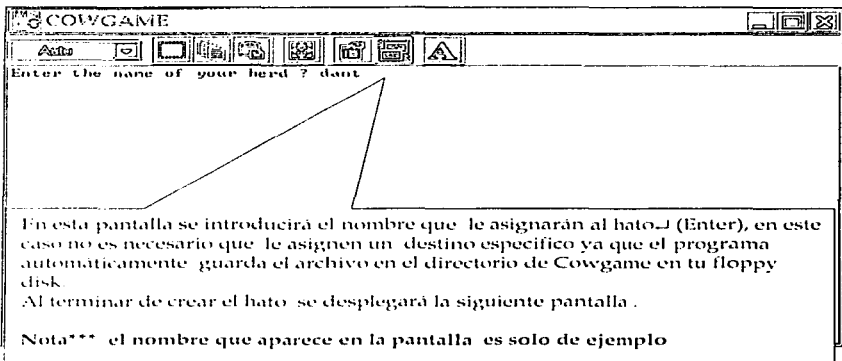 COWGAME
Auto
A
Enter the name of your herd ? dant
En esta pantalla se introducirá el nombre que le asignarán al hato↵ (Enter), en este
caso no es necesario que le asignen un destino especifico ya que el programa
automáticamente guarda el archivo en el directorio de Cowgame en tu floppy
disk.
Al terminar de crear el hato se desplegará la siguiente pantalla .
Nota*** el nombre que aparece en la pantalla es solo de ejemplo